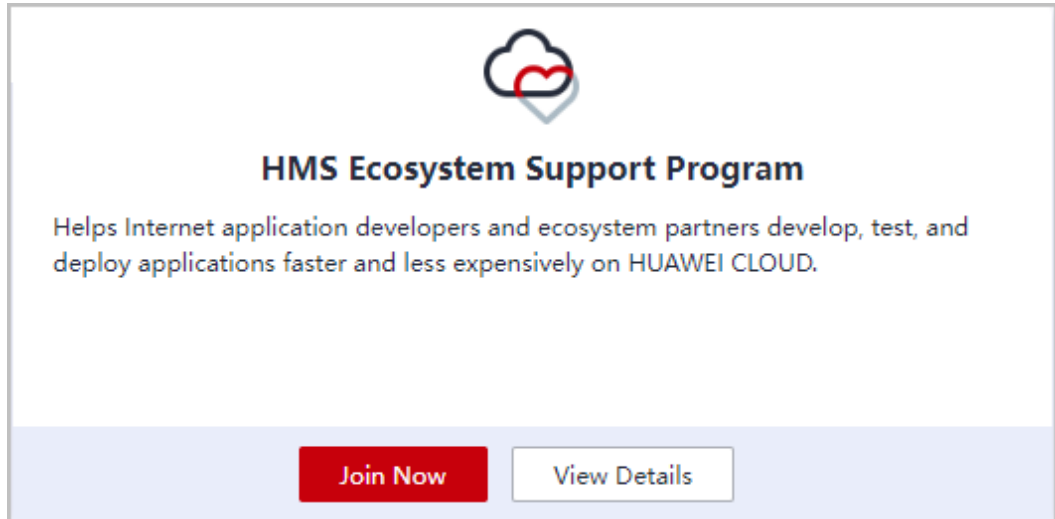 HMS Ecosystem Support Program
Helps Internet application developers and ecosystem partners develop, test, and
deploy applications faster and less expensively on HUAWEI CLOUD.
Join Now
View Details